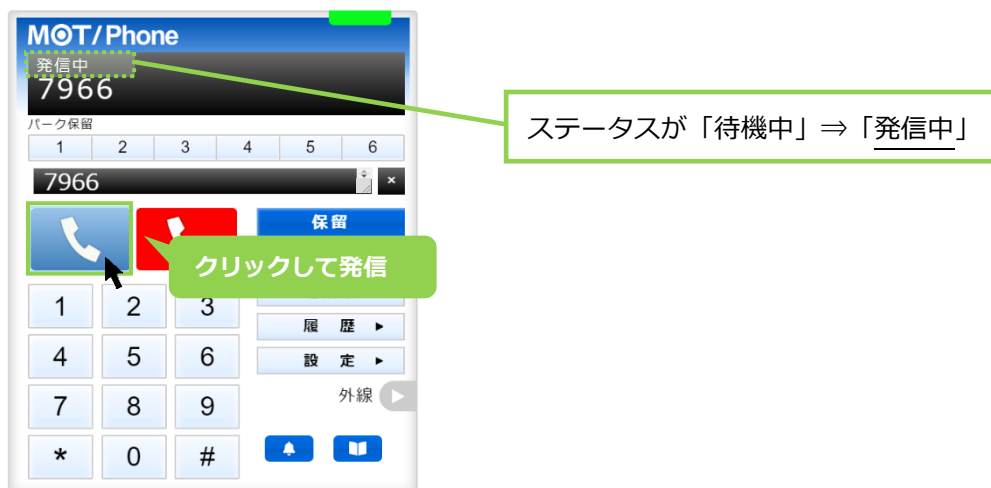 MOT/Phone
発信中
7966
ステータスが「待機中」⇒「発信中」
パーク保留
1 2 3 4 5 6
7966 ×
保留
クリックして発信
1 2 3
履 歴 ▶
4 5 6
設 定 ▶
外線
7 8 9
* 0 #